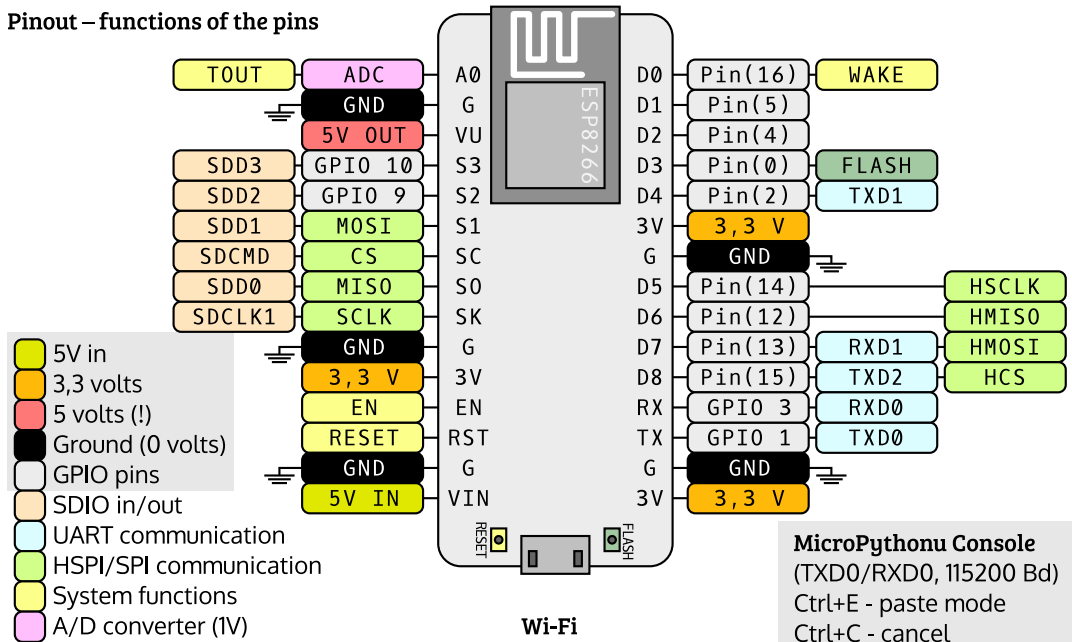 Pinout – functions of the pins
TOUT ADC A0 D0 Pin(16) WAKE
GND G D1 Pin(5)
5V OUT VU D2 Pin(4)
SDD3 GPIO 10 S3 D3 Pin(0) FLASH
SDD2 GPIO 9 S2 D4 Pin(2) TXD1
SDD1 MOSI S1 3V 3,3 V
SDCMD CS SC G GND
SDD0 MISO SO D5 Pin(14) HSCLK
SDCLK1 SCLK SK D6 Pin(12) HMISO
GND G D7 Pin(13) RXD1 HMOSI
3,3 V 3V D8 Pin(15) TXD2 HCS
EN EN RX GPIO 3 RXD0
RESET RST TX GPIO 1 TXD0
GND G G GND
5V IN VIN 3V 3,3 V
ESP8266
RESET
FLASH
5V in
3,3 volts
5 volts (!)
Ground (0 volts)
GPIO pins
SDIO in/out
UART communication
HSPI/SPI communication
System functions
A/D converter (1V)
Wi-Fi
MicroPythonu Console
(TXD0/RXD0, 115200 Bd)
Ctrl+E - paste mode
Ctrl+C - cancel